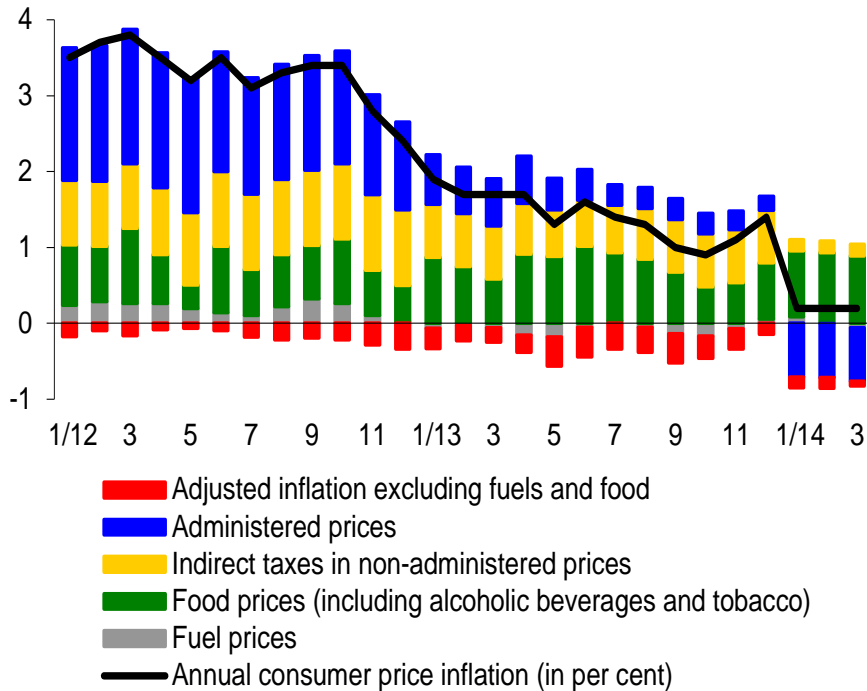 4
3
2
1
0
-1
1/12 3 5 7 9 11 1/13 3 5 7 9 11 1/14 3
Adjusted inflation excluding fuels and food
Administered prices
Indirect taxes in non-administered prices
Food prices (including alcoholic beverages and tobacco)
Fuel prices
Annual consumer price inflation (in per cent)